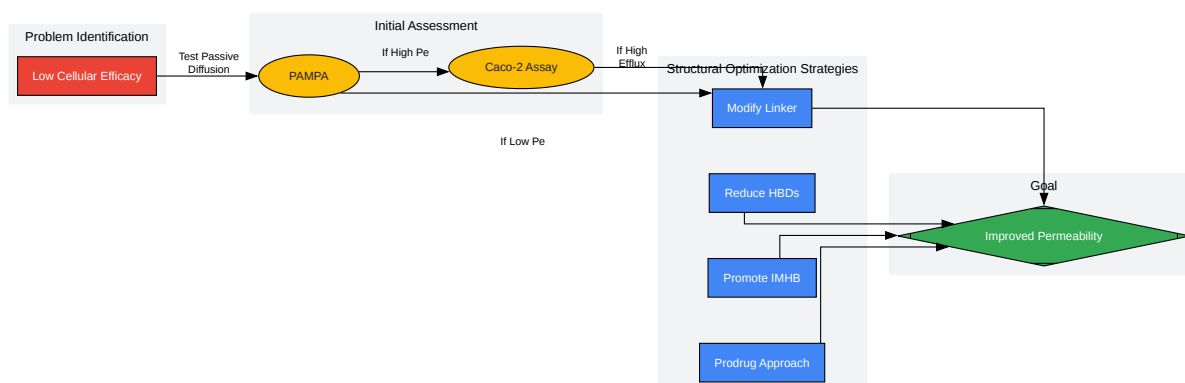 Problem Identification
Low Cellular Efficacy
Test Passive
Diffusion
Initial Assessment
PAMPA
If High Pe
Caco-2 Assay
If High
Efflux
If Low Pe
Structural Optimization Strategies
Modify Linker
Reduce HBDs
Promote IMHB
Prodrug Approach
Goal
Improved Permeability